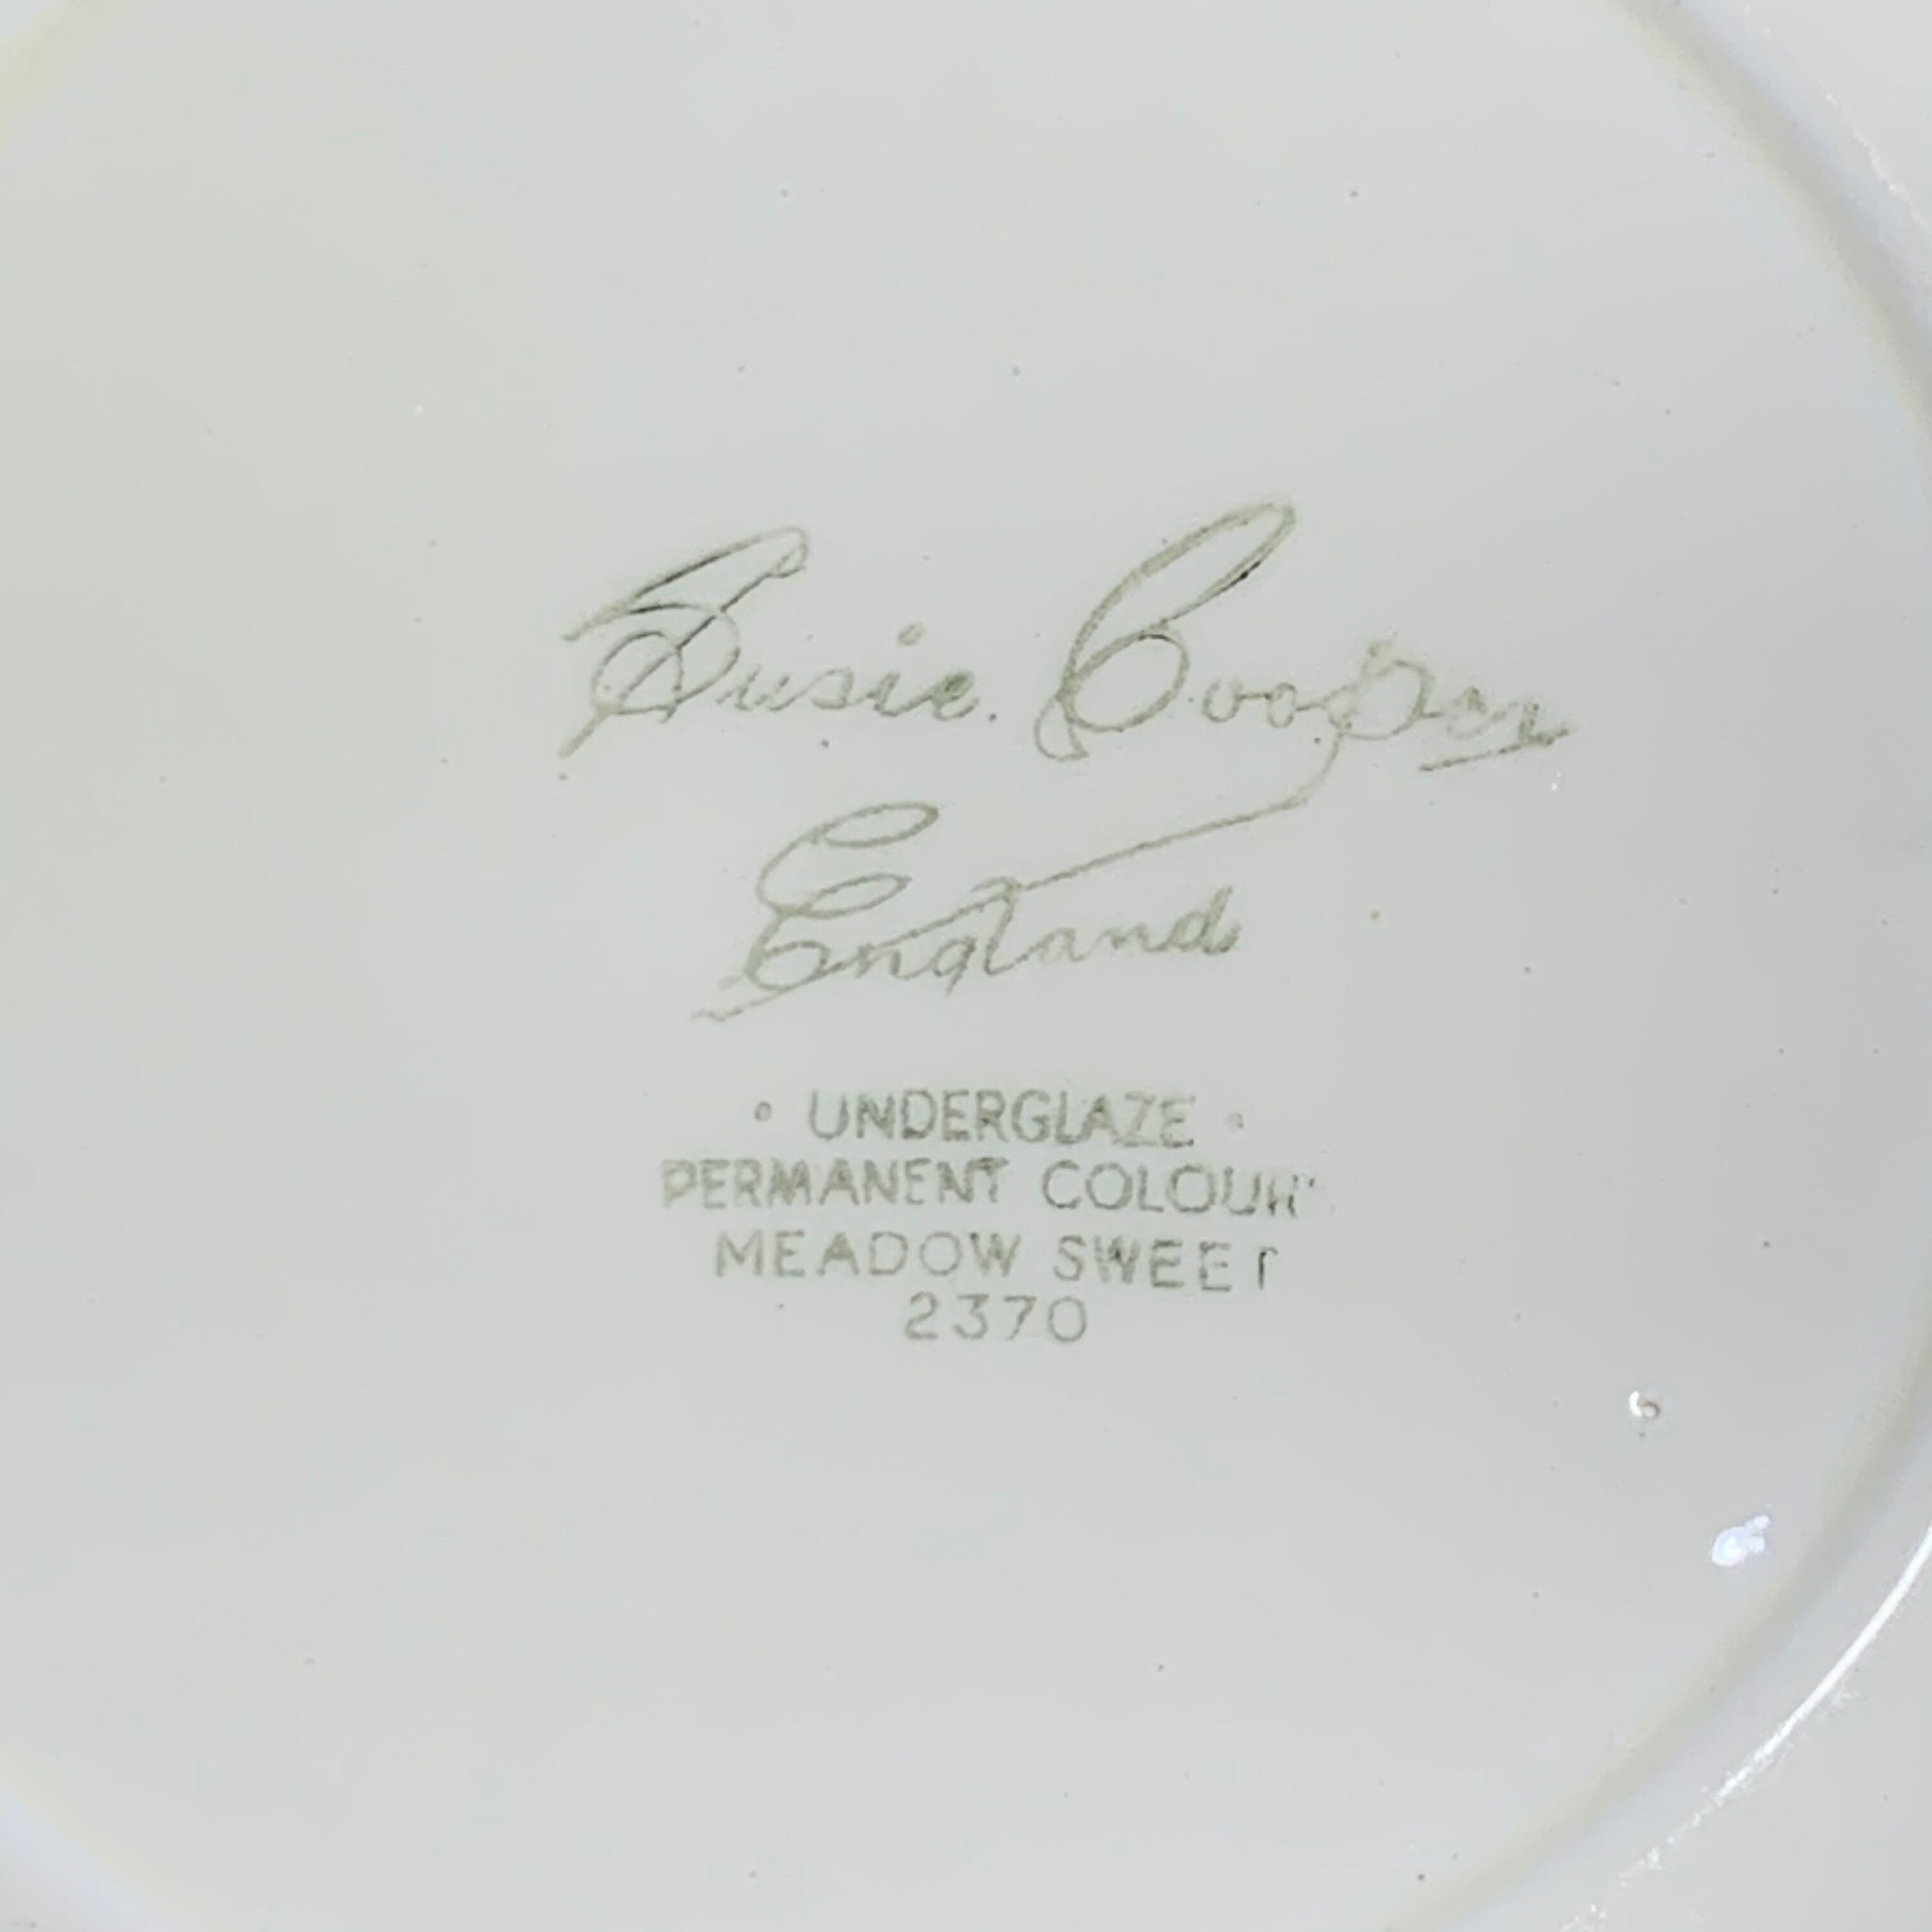 Susie Cooper
England
• UNDERGLAZE •
PERMANENT COLOUR
MEADOW SWEET
2370